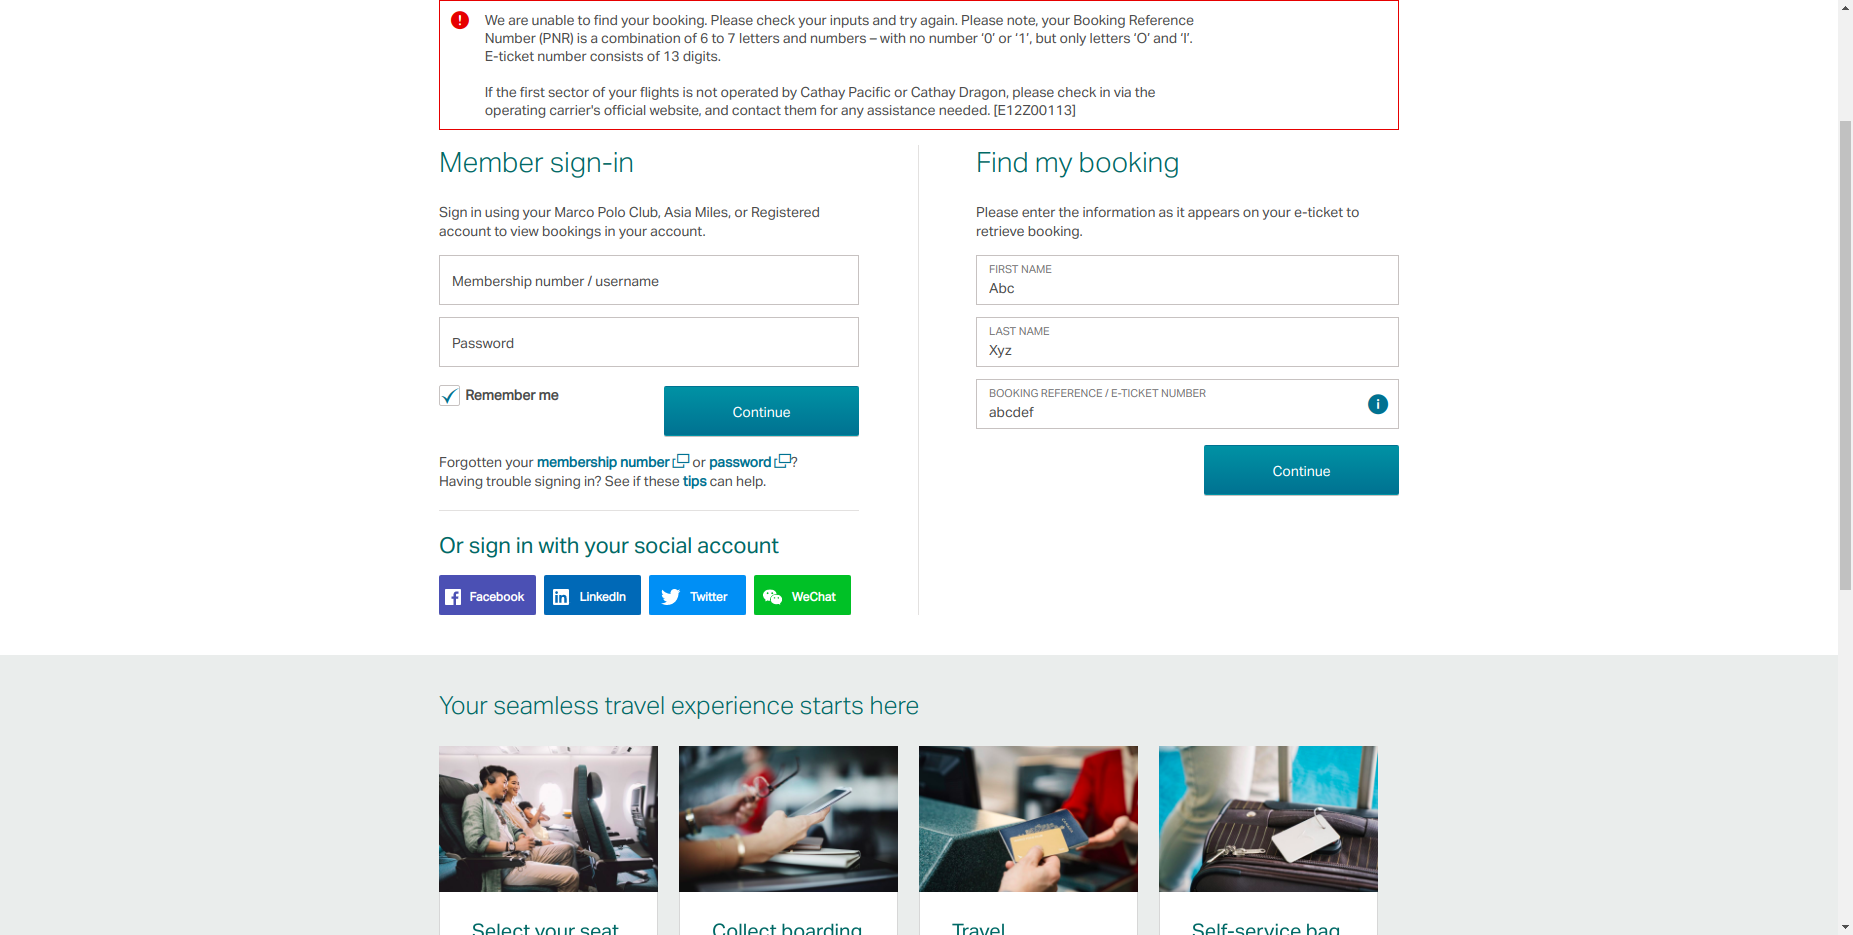 We are unable to find your booking. Please check your inputs and try again. Please note, your Booking Reference
Number (PNR) is a combination of 6 to 7 letters and numbers – with no number ‘0’ or ‘1’, but only letters ‘O’ and ‘I’.
E-ticket number consists of 13 digits.
If the first sector of your flights is not operated by Cathay Pacific or Cathay Dragon, please check in via the
operating carrier's official website, and contact them for any assistance needed. [E12Z00113]
Member sign-in
Sign in using your Marco Polo Club, Asia Miles, or Registered
account to view bookings in your account.
Membership number / username
Password
Remember me
Continue
Forgotten your membership number or password?
Having trouble signing in? See if these tips can help.
Or sign in with your social account
Facebook
LinkedIn
Twitter
WeChat
Find my booking
Please enter the information as it appears on your e-ticket to
retrieve booking.
FIRST NAME
Abc
LAST NAME
Xyz
BOOKING REFERENCE / E-TICKET NUMBER
abcdef
Continue
Your seamless travel experience starts here
Select your seat
Collect boarding
Travel
Self-service bag